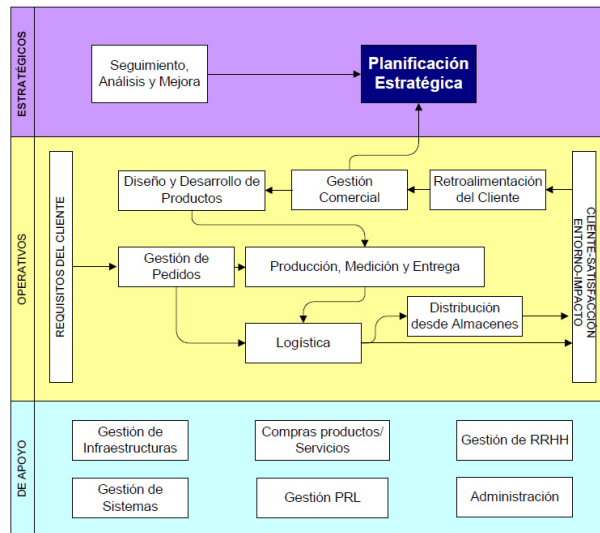 ESTRATÉGICOS
Seguimiento,
Análisis y Mejora
Planificación
Estratégica
OPERATIVOS
REQUISITOS DEL CLIENTE
Diseño y Desarrollo de
Productos
Gestión
Comercial
Retroalimentación
del Cliente
Gestión de
Pedidos
Producción, Medición y Entrega
Logística
Distribución
desde Almacenes
CLIENTE-SATISFACCIÓN
ENTORNO-IMPACTO
DE APOYO
Gestión de
Infraestructuras
Compras productos/
Servicios
Gestión de RRHH
Gestión de
Sistemas
Gestión PRL
Administración